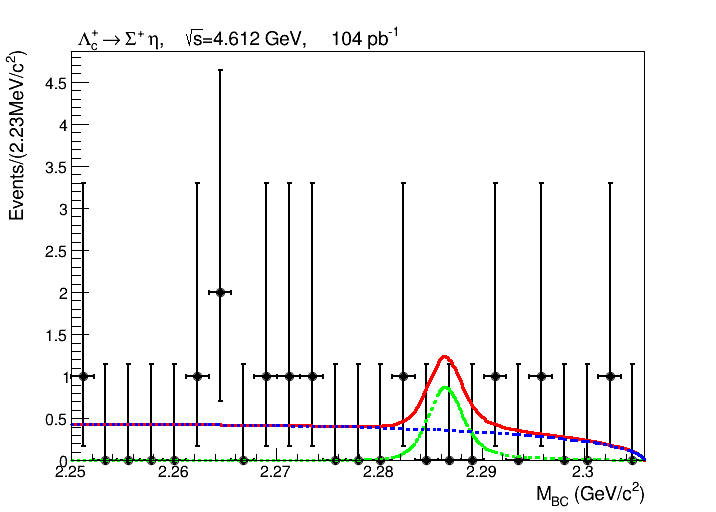 Λc+ → Σ+ η, √s=4.612 GeV, 104 pb-1
Events/(2.23MeV/c2)
4.5
4
3.5
3
2.5
2
1.5
1
0.5
0
2.25 2.26 2.27 2.28 2.29 2.3
MBC (GeV/c2)